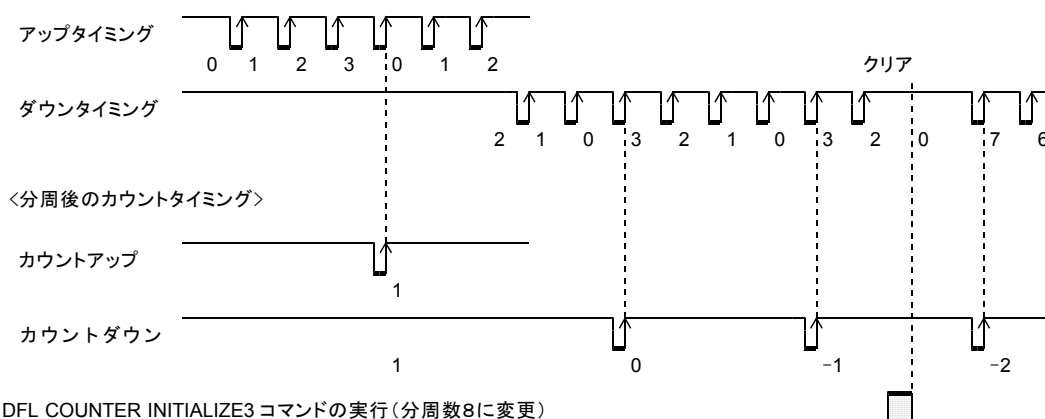 アップタイミング
0 1 2 3 0 1 2
クリア
ダウンタイミング
2 1 0 3 2 1 0 3 2 0 7 6
<分周後のカウントタイミング>
カウントアップ
1
カウントダウン
1 0 -1 -2
DFL COUNTER INITIALIZE3 コマンドの実行(分周数8に変更)